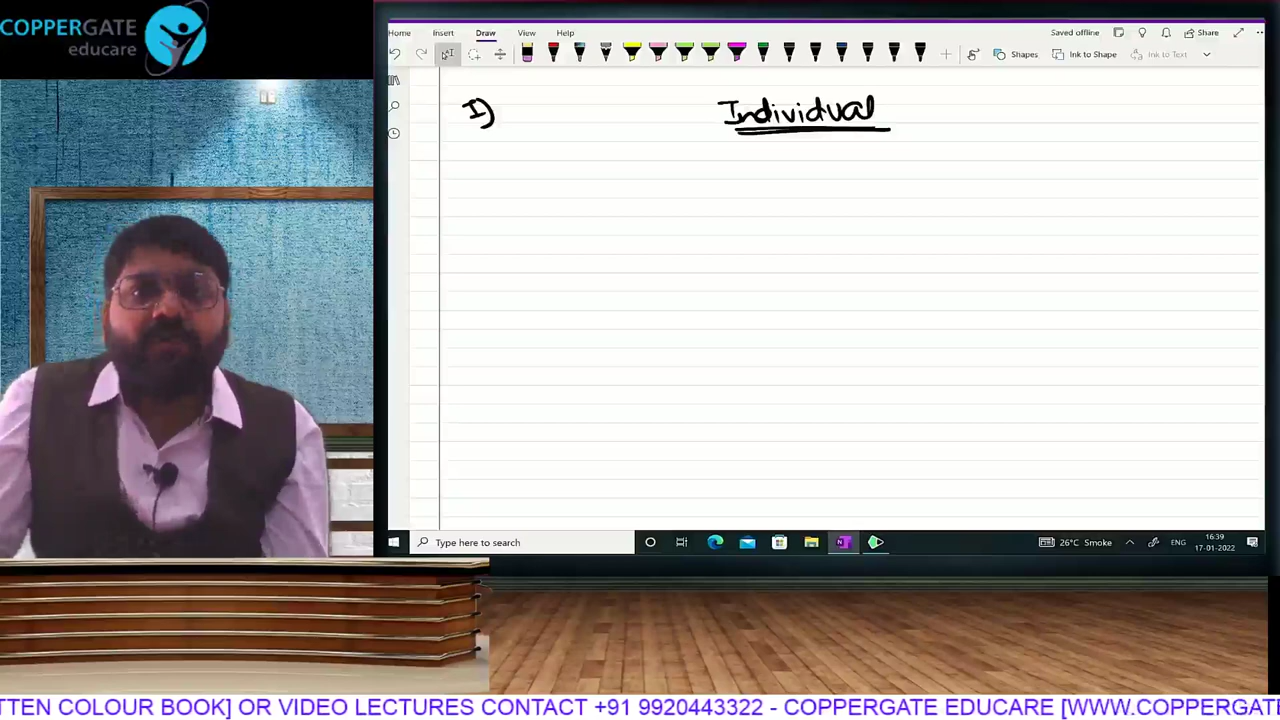 COPPERGATE
educare
Home Insert Draw View Help
Saved offline
Share
Shapes
Ink to Shape
Ink to Text
I) Individual
Type here to search
26°C Smoke
ENG
16:39
17-01-2022
TTEN COLOUR BOOK] OR VIDEO LECTURES CONTACT +91 9920443322 - COPPERGATE EDUCARE [WWW.COPPERGATE